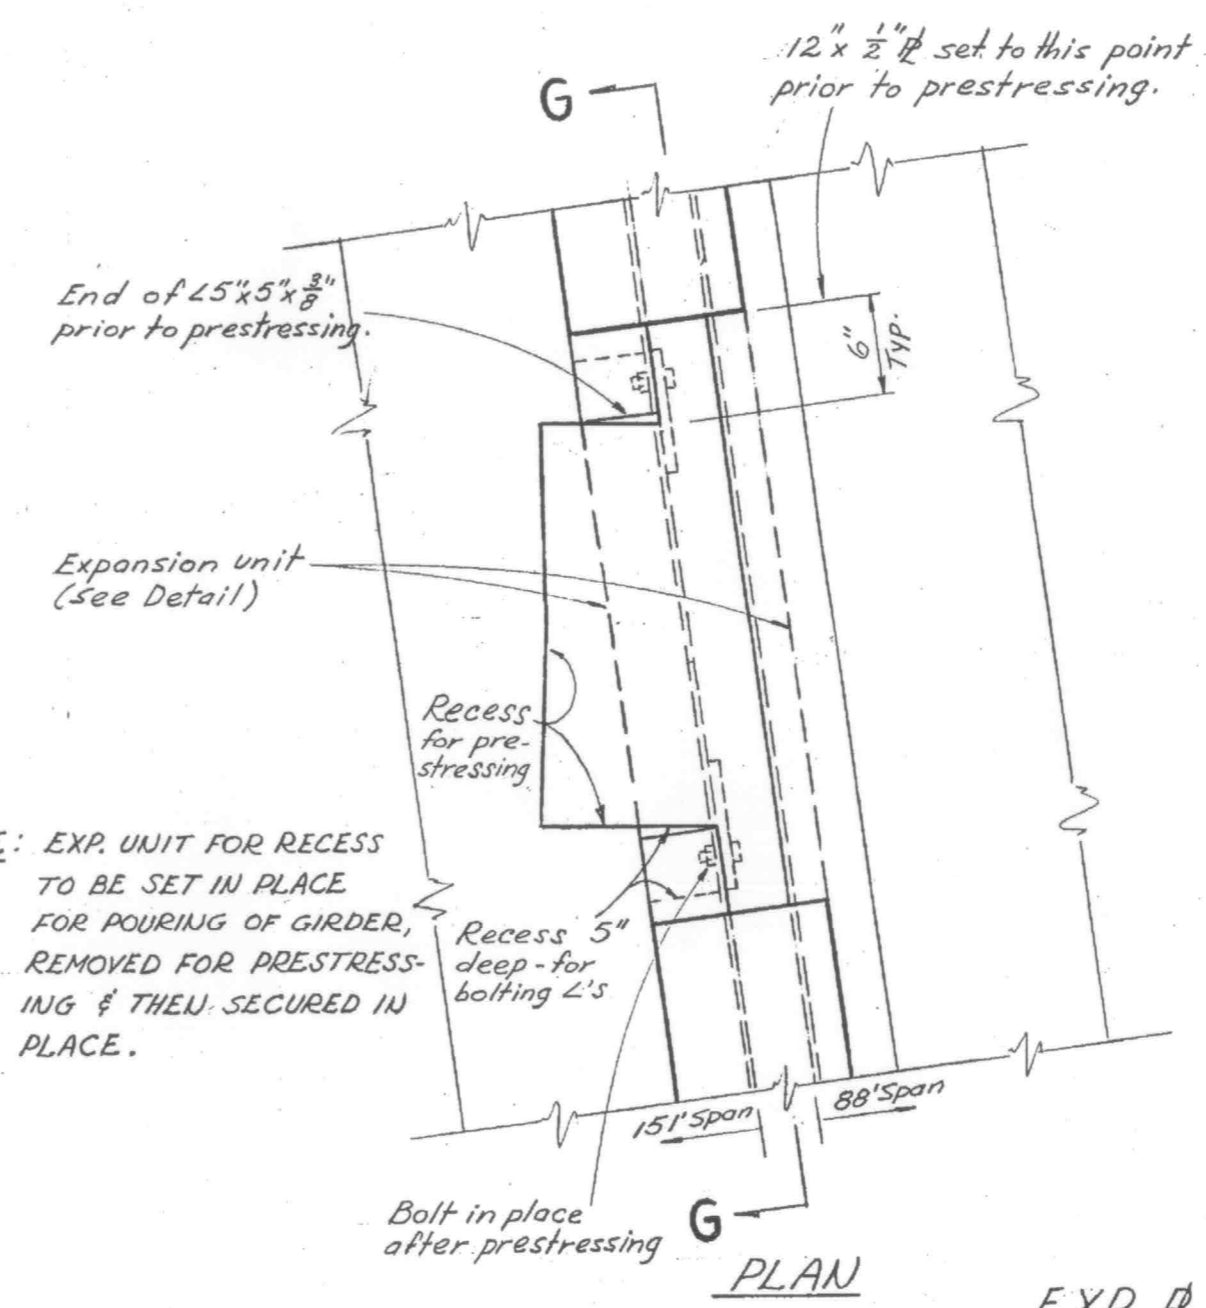 12" x 1/2" ⅊ set to this point
prior to prestressing.
G
End of ∠5"x5"x3/8"
prior to prestressing.
6"
TYP.
Expansion unit
(see Detail)
Recess
for pre-
stressing
E: EXP. UNIT FOR RECESS
TO BE SET IN PLACE
FOR POURING OF GIRDER,
REMOVED FOR PRESTRESS-
ING & THEN SECURED IN
PLACE.
Recess 5"
deep - for
bolting ∠'s
151' Span
88' Span
Bolt in place
after prestressing
G
PLAN
EXP. ⅊